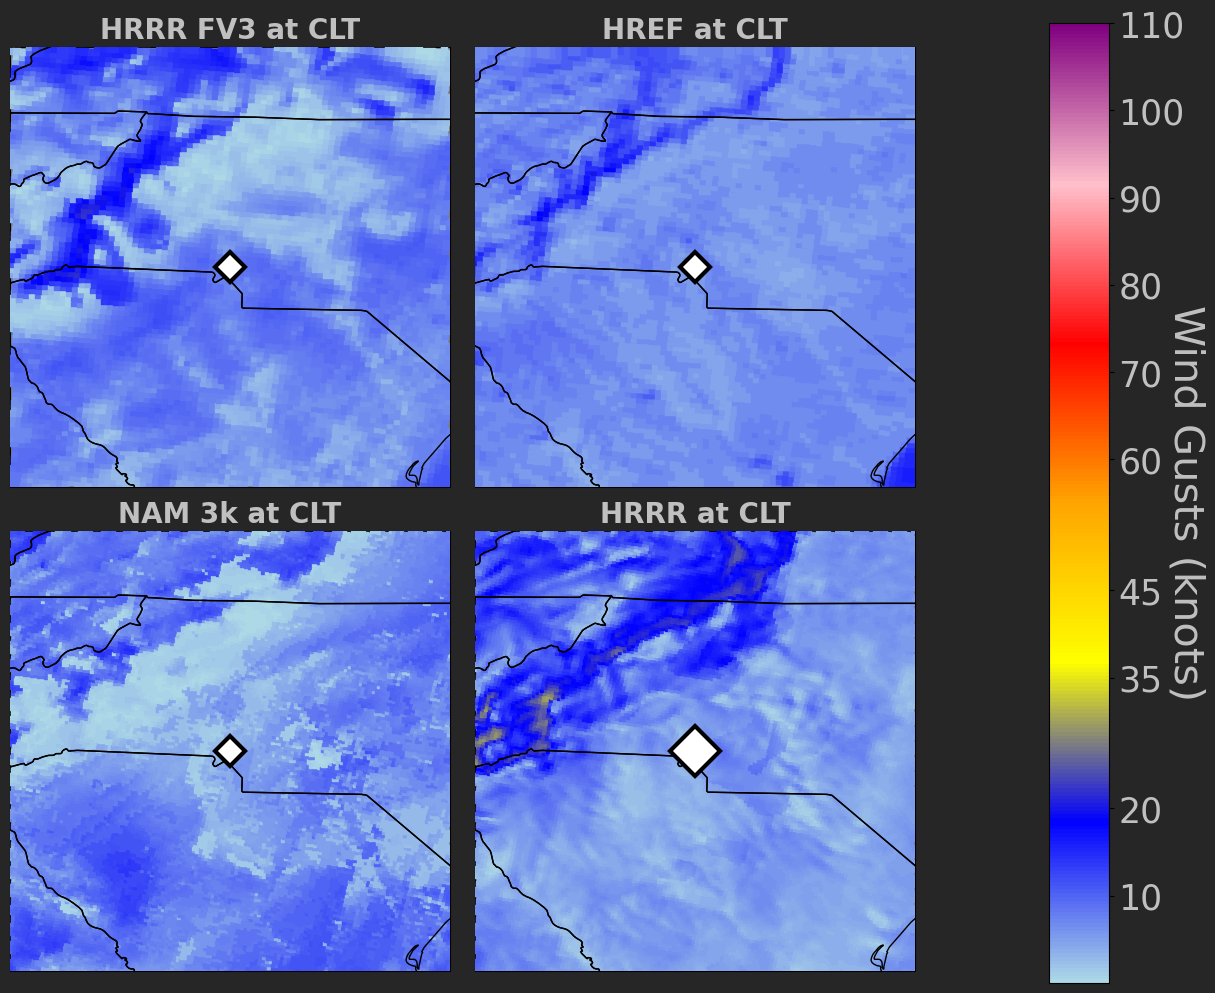 HRRR FV3 at CLT
HREF at CLT
NAM 3k at CLT
HRRR at CLT
110
100
90
80
70
60
45
35
20
10
Wind Gusts (knots)